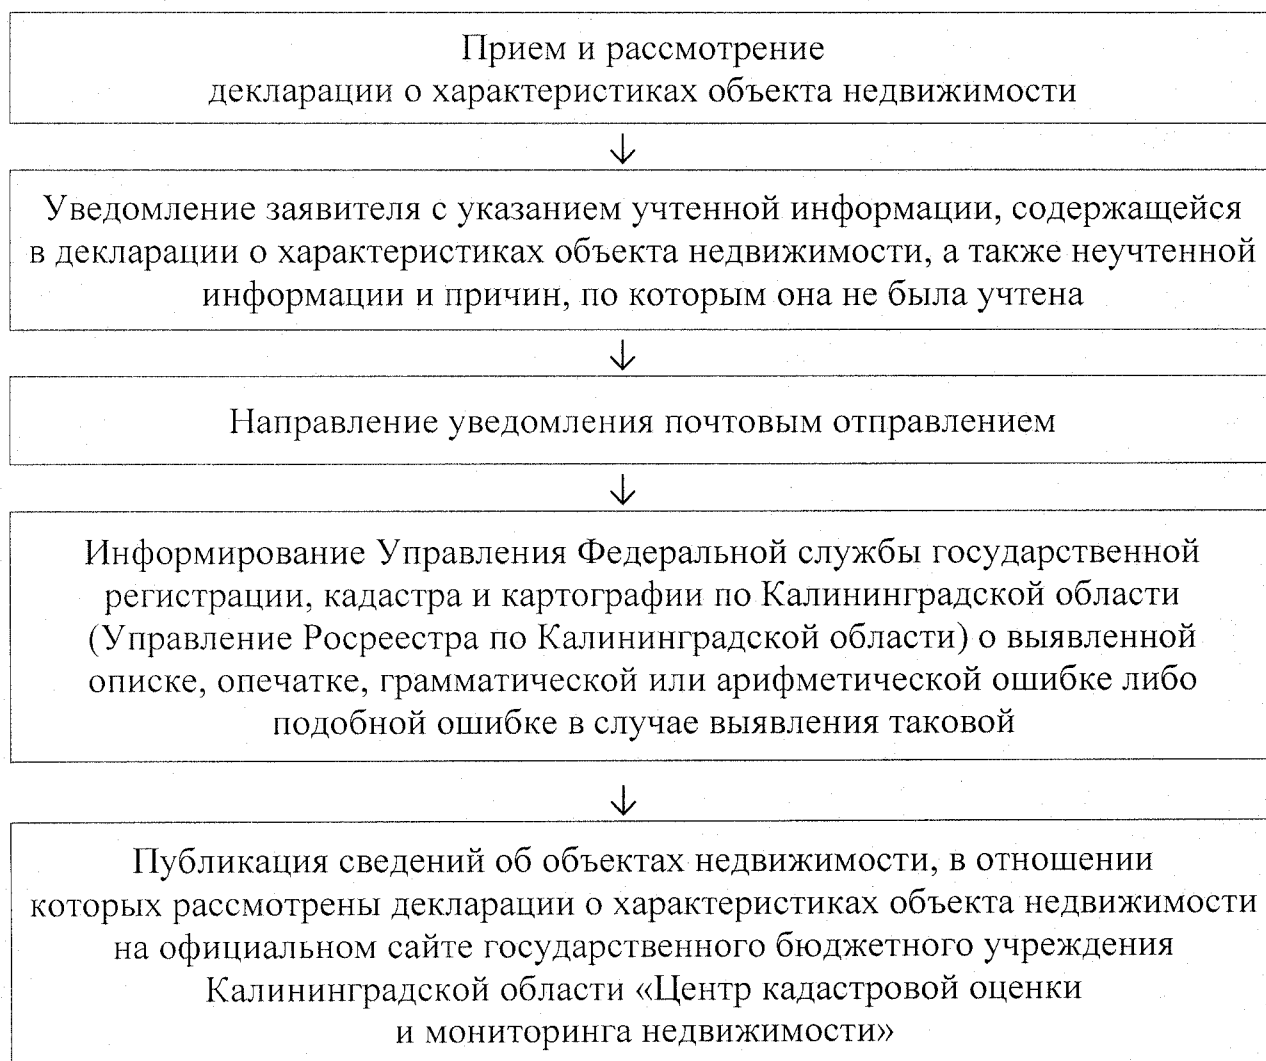 Прием и рассмотрение
декларации о характеристиках объекта недвижимости
↓
Уведомление заявителя с указанием учтенной информации, содержащейся
в декларации о характеристиках объекта недвижимости, а также неучтенной
информации и причин, по которым она не была учтена
↓
Направление уведомления почтовым отправлением
↓
Информирование Управления Федеральной службы государственной
регистрации, кадастра и картографии по Калининградской области
(Управление Росреестра по Калининградской области) о выявленной
описке, опечатке, грамматической или арифметической ошибке либо
подобной ошибке в случае выявления таковой
↓
Публикация сведений об объектах недвижимости, в отношении
которых рассмотрены декларации о характеристиках объекта недвижимости
на официальном сайте государственного бюджетного учреждения
Калининградской области «Центр кадастровой оценки
и мониторинга недвижимости»